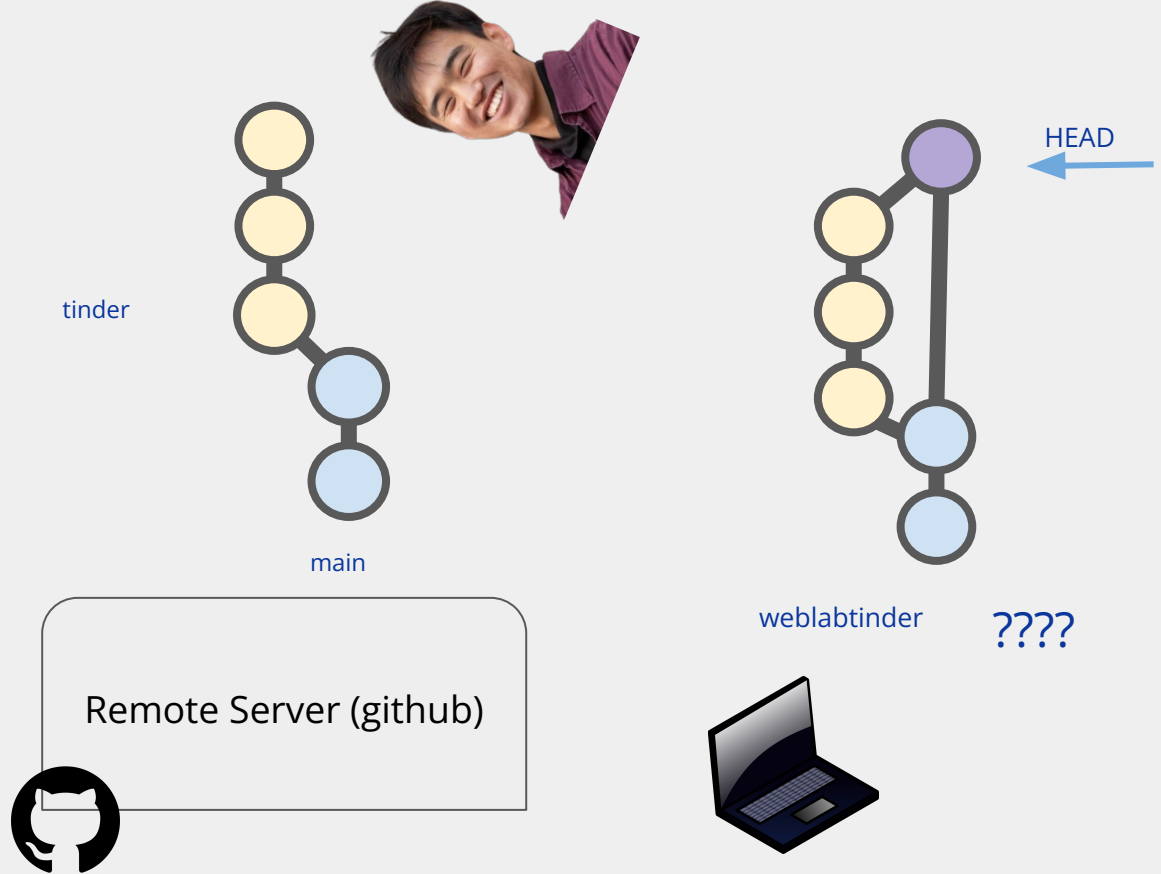 HEAD
tinder
main
weblabtinder
????
Remote Server (github)